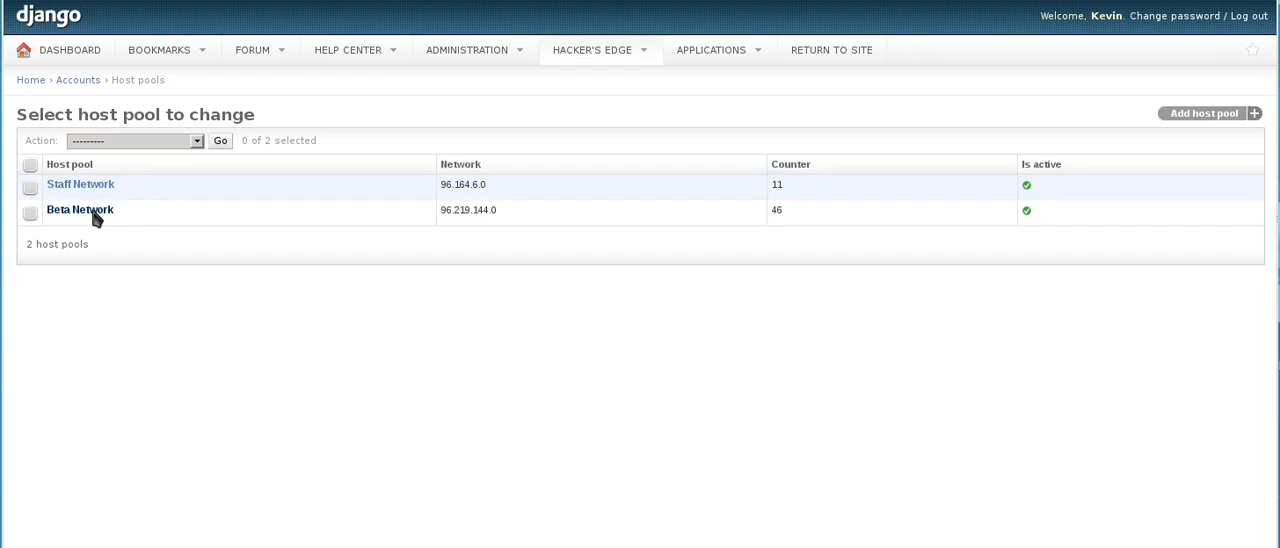 django
Welcome, Kevin. Change password / Log out
DASHBOARD BOOKMARKS FORUM HELP CENTER ADMINISTRATION HACKER'S EDGE APPLICATIONS RETURN TO SITE
Home › Accounts › Host pools
Select host pool to change
Add host pool
Action: --------- Go 0 of 2 selected
Host pool Network Counter Is active
Staff Network 96.164.6.0 11
Beta Network 96.219.144.0 46
2 host pools